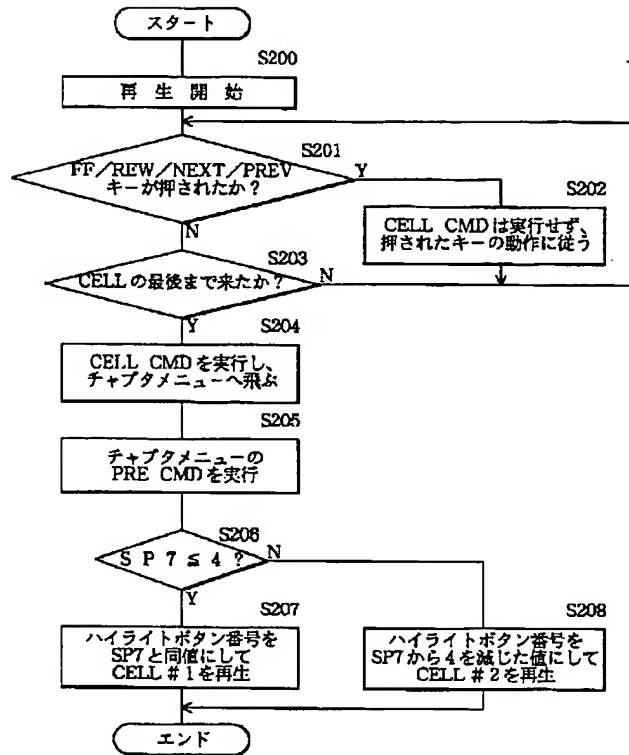 スタート
S200
再生開始
S201
FF/REW/NEXT/PREV
キーが押されたか?
Y
N
S202
CELL CMDは実行せず、
押されたキーの動作に従う
S203
CELLの最後まで来たか?
N
Y
S204
CELL CMDを実行し、
チャプタメニューへ飛ぶ
S205
チャプタメニューの
PRE CMDを実行
S206
SP7≦4?
N
Y
S207
ハイライトボタン番号を
SP7と同値にして
CELL#1を再生
S208
ハイライトボタン番号を
SP7から4を減じた値にして
CELL#2を再生
エンド